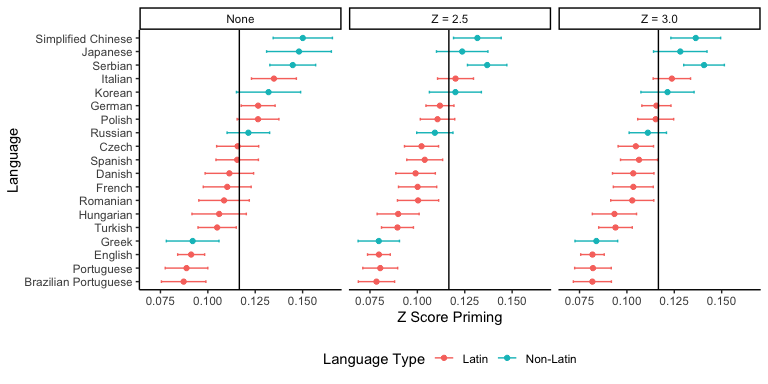 None
Z = 2.5
Z = 3.0
Simplified Chinese
Japanese
Serbian
Italian
Korean
German
Polish
Russian
Czech
Spanish
Danish
French
Romanian
Hungarian
Turkish
Greek
English
Portuguese
Brazilian Portuguese
Language
0.075 0.100 0.125 0.150
0.075 0.100 0.125 0.150
0.075 0.100 0.125 0.150
Z Score Priming
Language Type Latin Non-Latin